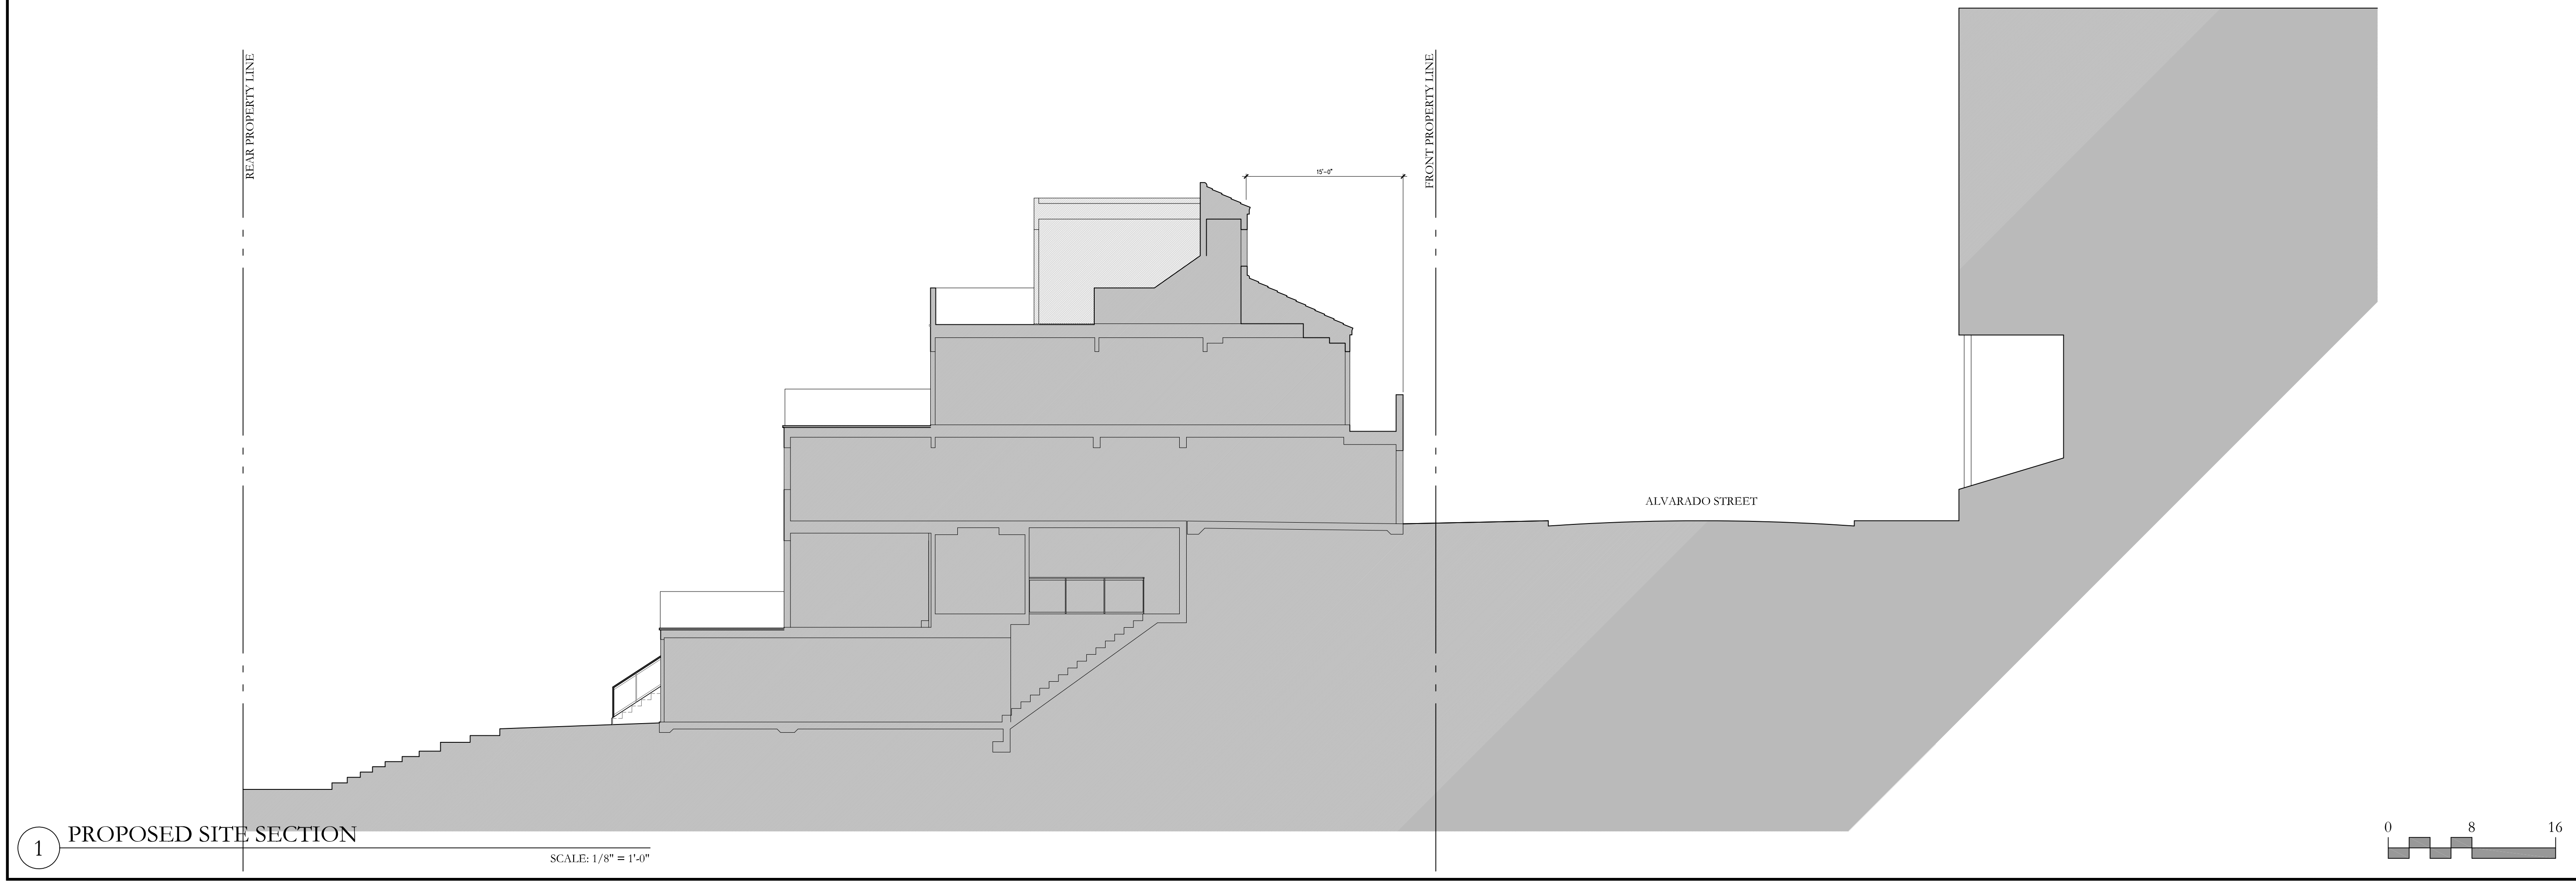 REAR PROPERTY LINE
FRONT PROPERTY LINE
15'-0"
ALVARADO STREET
1
PROPOSED SITE SECTION
SCALE: 1/8" = 1'-0"
0 8 16